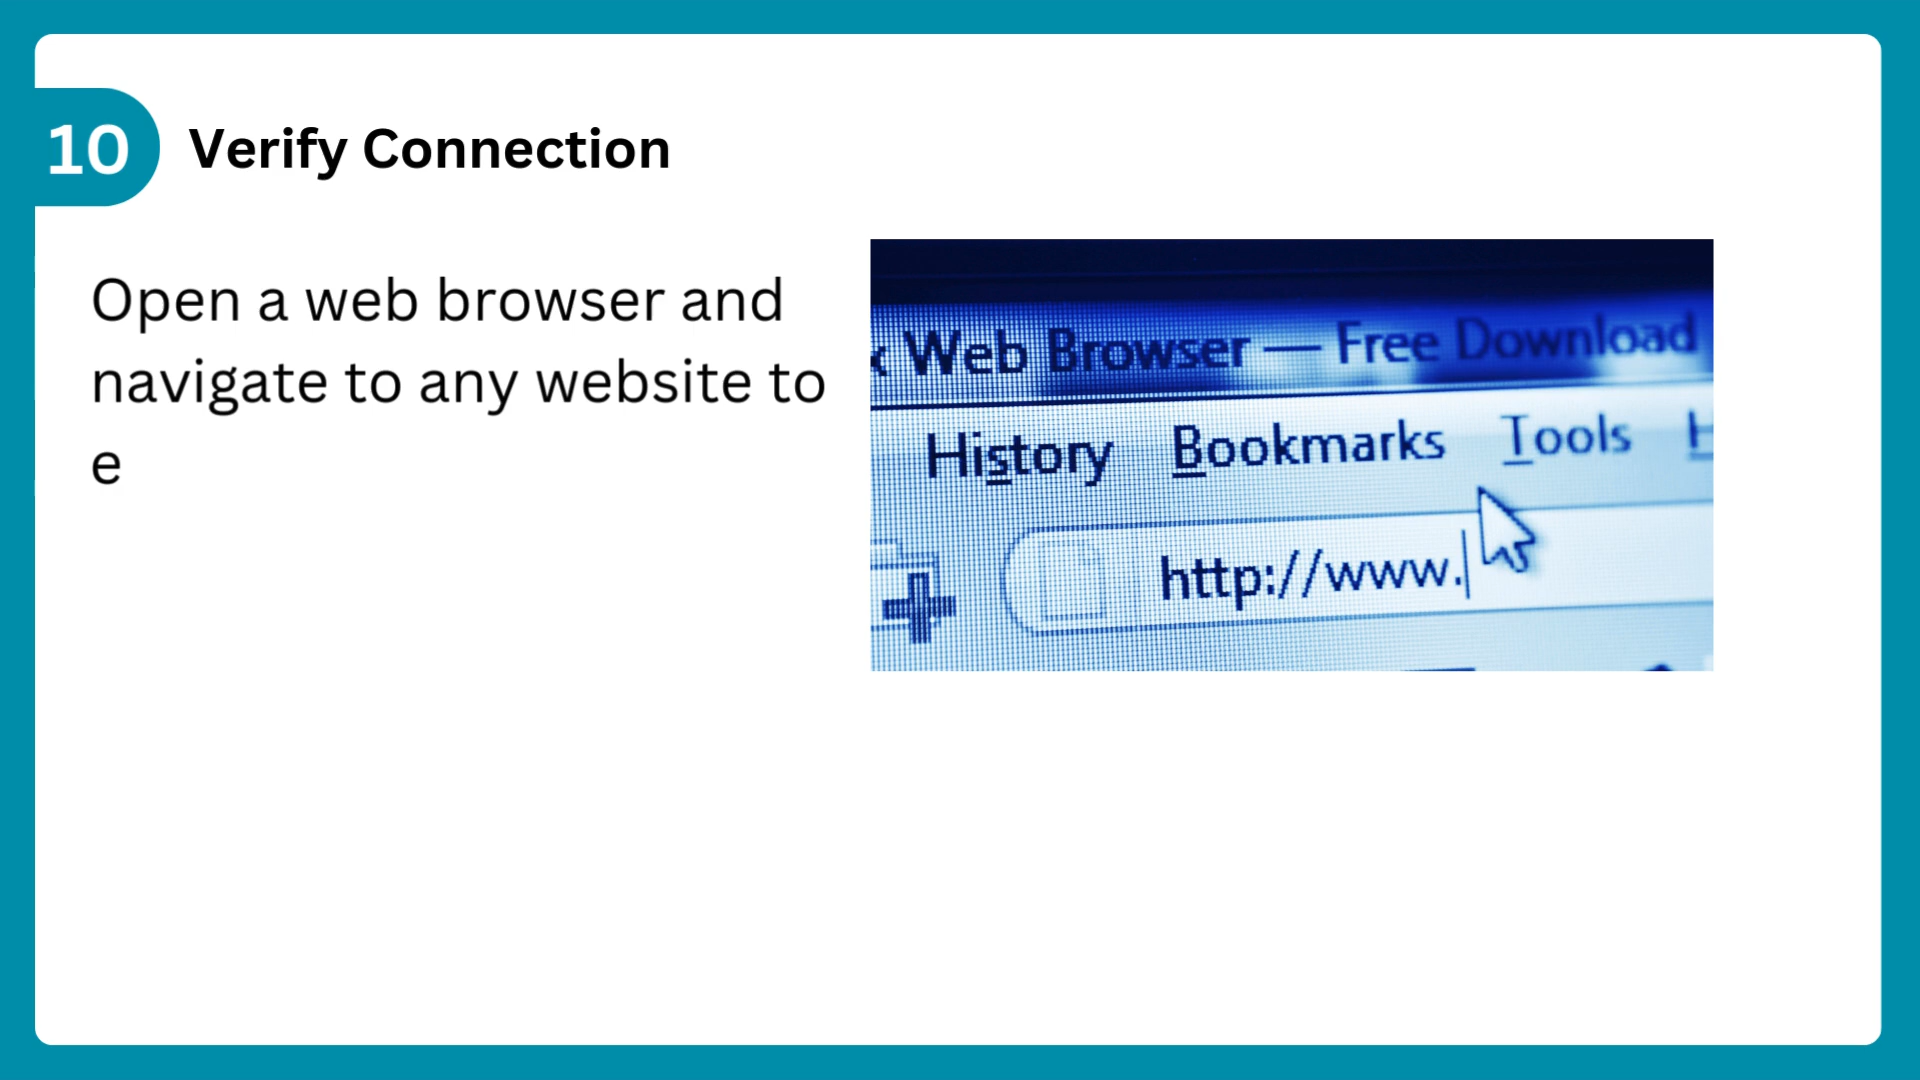 10
Verify Connection
Open a web browser and
navigate to any website to
e
Web Browser — Free Download
History Bookmarks Tools
http://www.